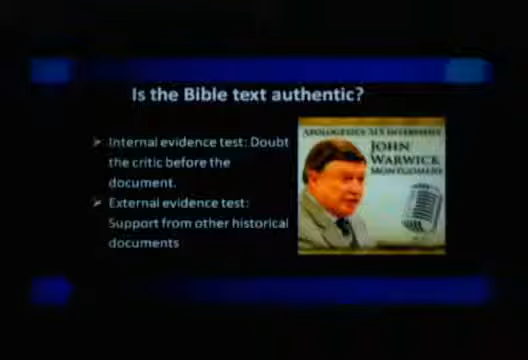 Is the Bible text authentic?
➢ Internal evidence test: Doubt
the critic before the
document.
➢ External evidence test:
Support from other historical
documents
APOLOGETICS 315 INTERVIEWS
JOHN
WARWICK
MONTGOMERY